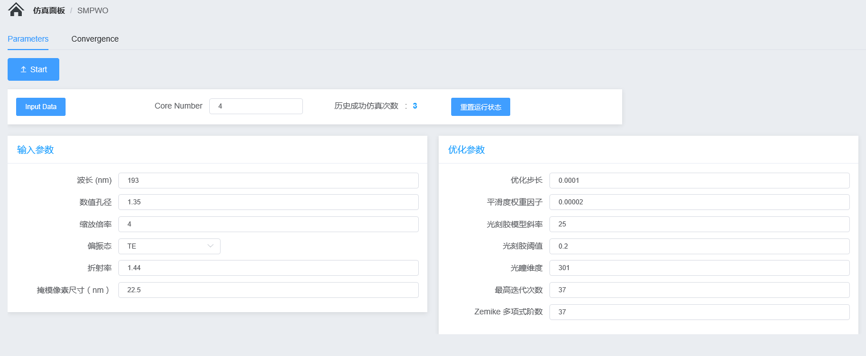 仿真面板 / SMPWO
Parameters Convergence
Start
Input Data Core Number 4 历史成功仿真次数 : 3 重置运行状态
输入参数
波长 (nm) 193
数值孔径 1.35
缩放倍率 4
偏振态 TE
折射率 1.44
掩模像素尺寸 ( nm ) 22.5
优化参数
优化步长 0.0001
平滑度权重因子 0.00002
光刻胶模型斜率 25
光刻胶阈值 0.2
光瞳维度 301
最高迭代次数 37
Zernike 多项式阶数 37